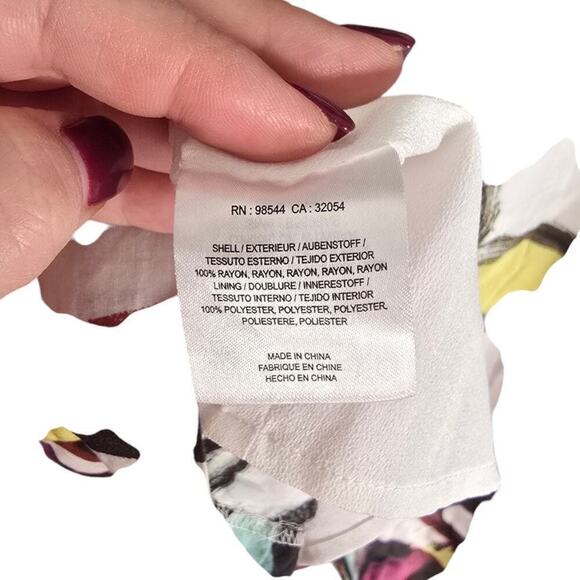 RN : 98544 CA : 32054
SHELL / EXTERIEUR / AUBENSTOFF /
TESSUTO ESTERNO / TEJIDO EXTERIOR
100% RAYON, RAYON, RAYON, RAYON, RAYON
LINING / DOUBLURE / INNERESTOFF /
TESSUTO INTERNO / TEJIDO INTERIOR
100% POLYESTER, POLYESTER, POLYESTER,
POLIESTERE, POLIESTER
MADE IN CHINA
FABRIQUE EN CHINE
HECHO EN CHINA